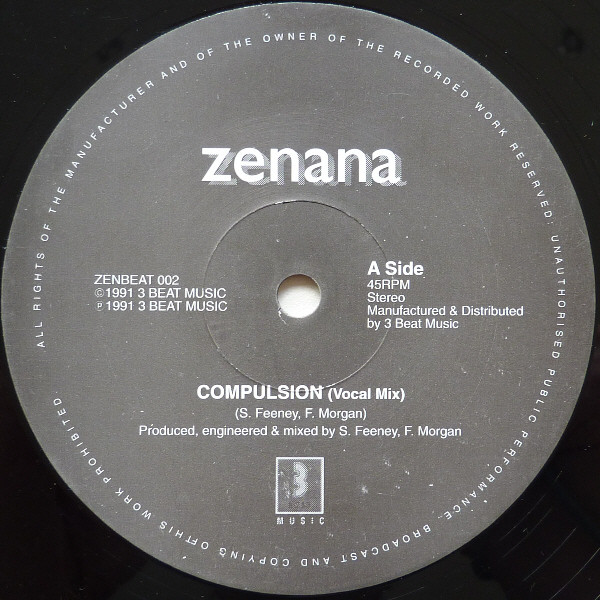 ALL RIGHTS OF THE MANUFACTURER AND OF THE OWNER OF THE RECORDED WORK RESERVED: UNAUTHORISED PUBLIC PERFORMANCE, BROADCAST AND COPYING OFTHIS WORK PROHIBITED
zenana
ZENBEAT 002
©1991 3 BEAT MUSIC
℗1991 3 BEAT MUSIC
A Side
45RPM
Stereo
Manufactured & Distributed
by 3 Beat Music
COMPULSION (Vocal Mix)
(S. Feeney, F. Morgan)
Produced, engineered & mixed by S. Feeney, F. Morgan
3
MUSIC